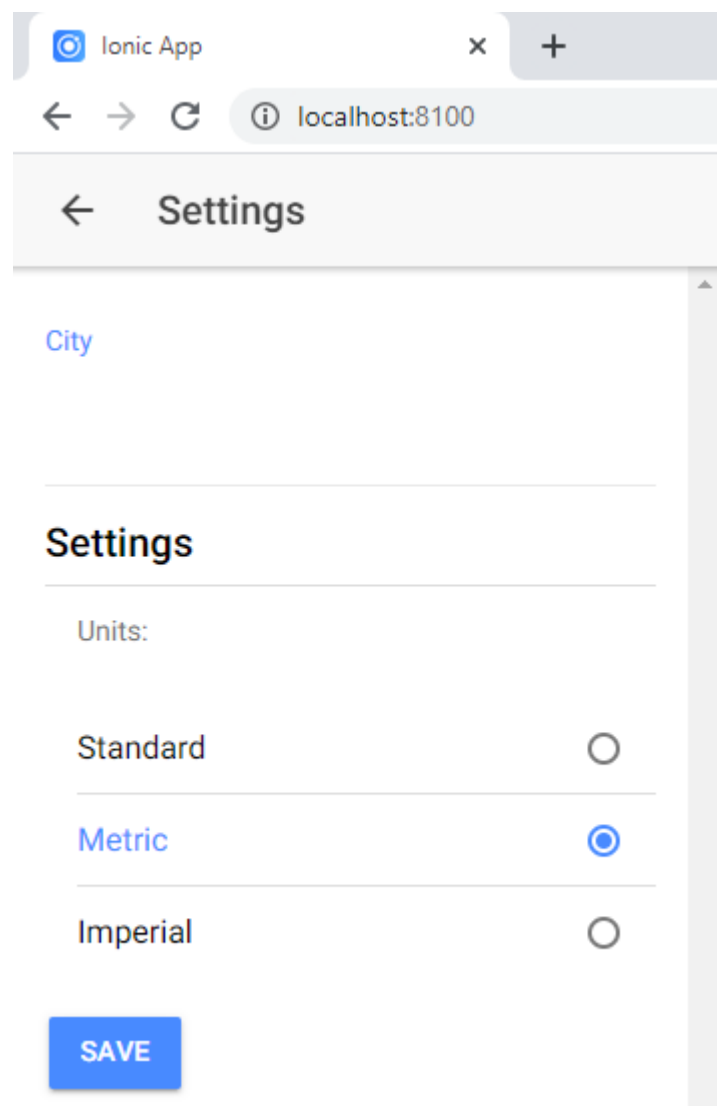 Ionic App
localhost:8100
Settings
City
Settings
Units:
Standard
Metric
Imperial
SAVE